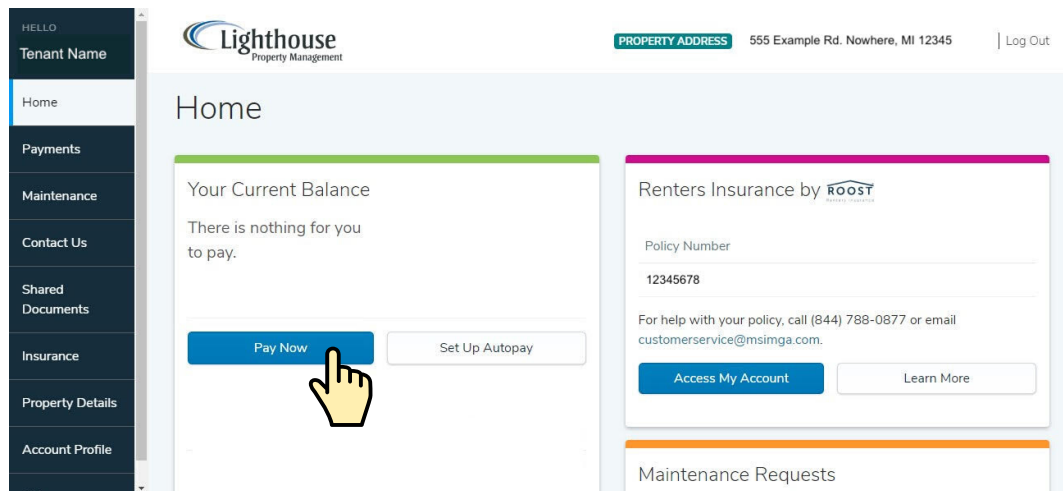 HELLO
Tenant Name
Home
Payments
Maintenance
Contact Us
Shared
Documents
Insurance
Property Details
Account Profile
Lighthouse
Property Management
PROPERTY ADDRESS 555 Example Rd. Nowhere, MI 12345 | Log Out
Home
Your Current Balance
There is nothing for you
to pay.
Pay Now
Set Up Autopay
Renters Insurance by ROOST
Renters Insurance
Policy Number
12345678
For help with your policy, call (844) 788-0877 or email
customerservice@msimga.com.
Access My Account
Learn More
Maintenance Requests